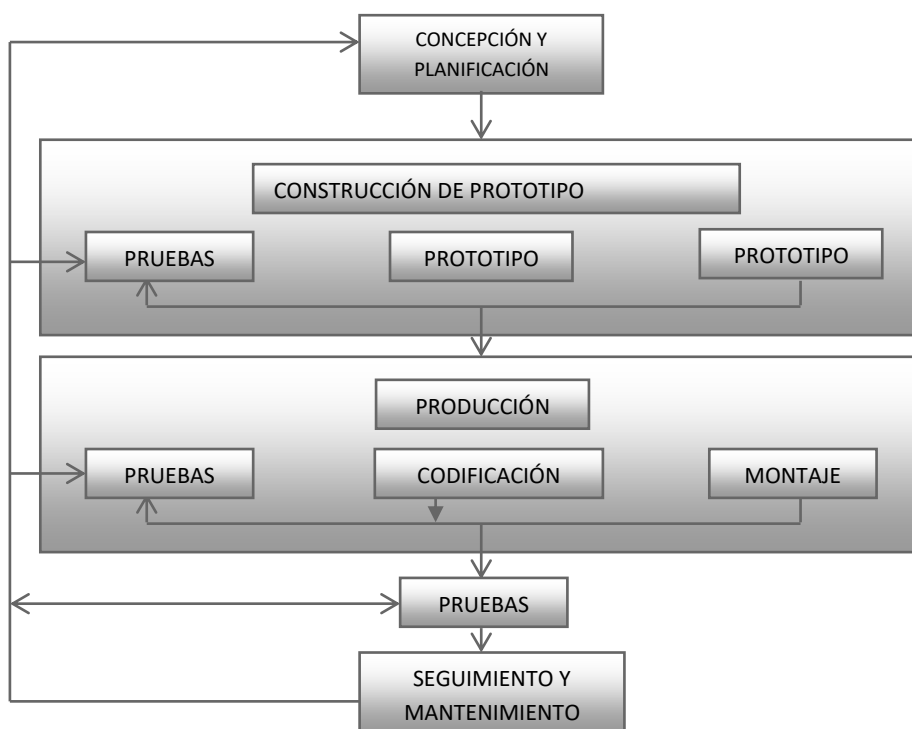 CONCEPCIÓN Y
PLANIFICACIÓN
CONSTRUCCIÓN DE PROTOTIPO
PRUEBAS
PROTOTIPO
PROTOTIPO
PRODUCCIÓN
PRUEBAS
CODIFICACIÓN
MONTAJE
PRUEBAS
SEGUIMIENTO Y
MANTENIMIENTO